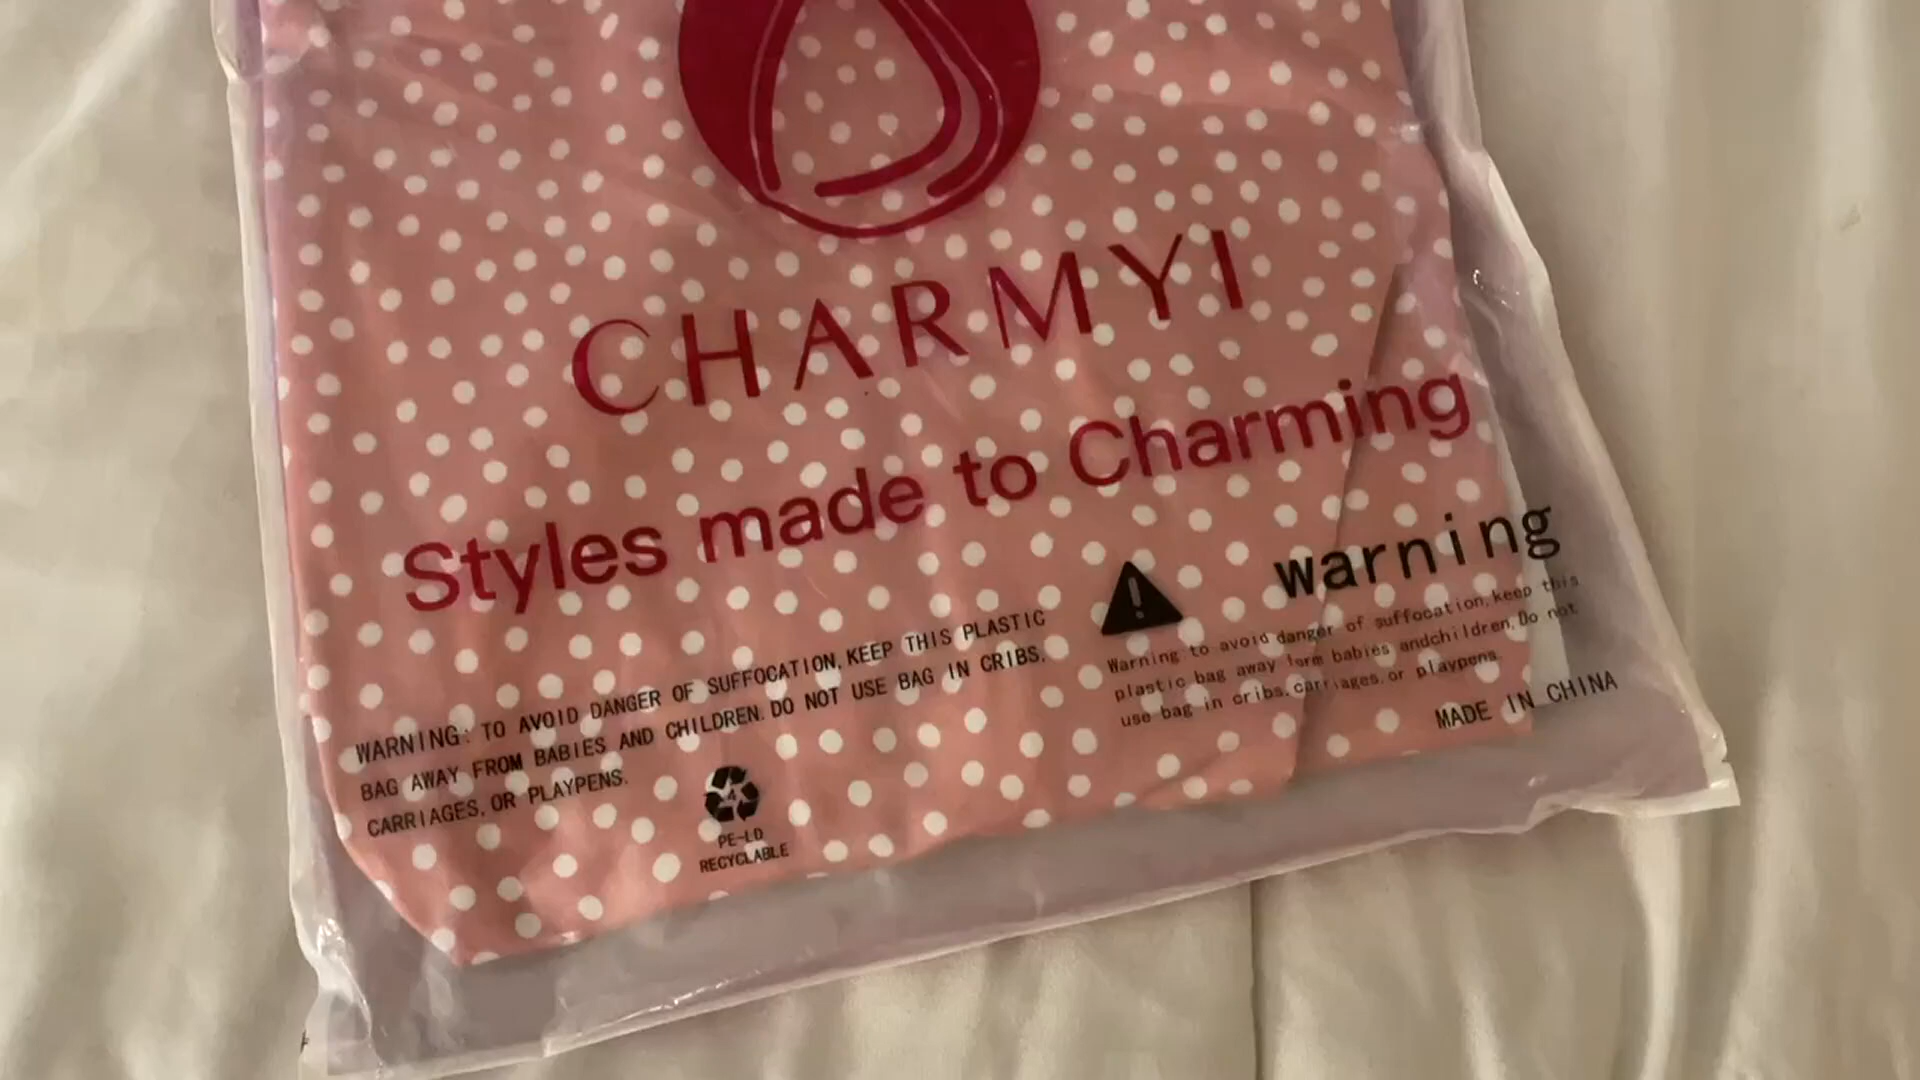 CHARMYI
Styles made to Charming
WARNING: TO AVOID DANGER OF SUFFOCATION, KEEP THIS PLASTIC
BAG AWAY FROM BABIES AND CHILDREN. DO NOT USE BAG IN CRIBS,
CARRIAGES, OR PLAYPENS.
4
PE-LD
RECYCLABLE
warning
Warning:to avoid danger of suffocation,keep this
plastic bag away form babies andchildren.Do not
use bag in cribs.carriages.or playpens.
MADE IN CHINA